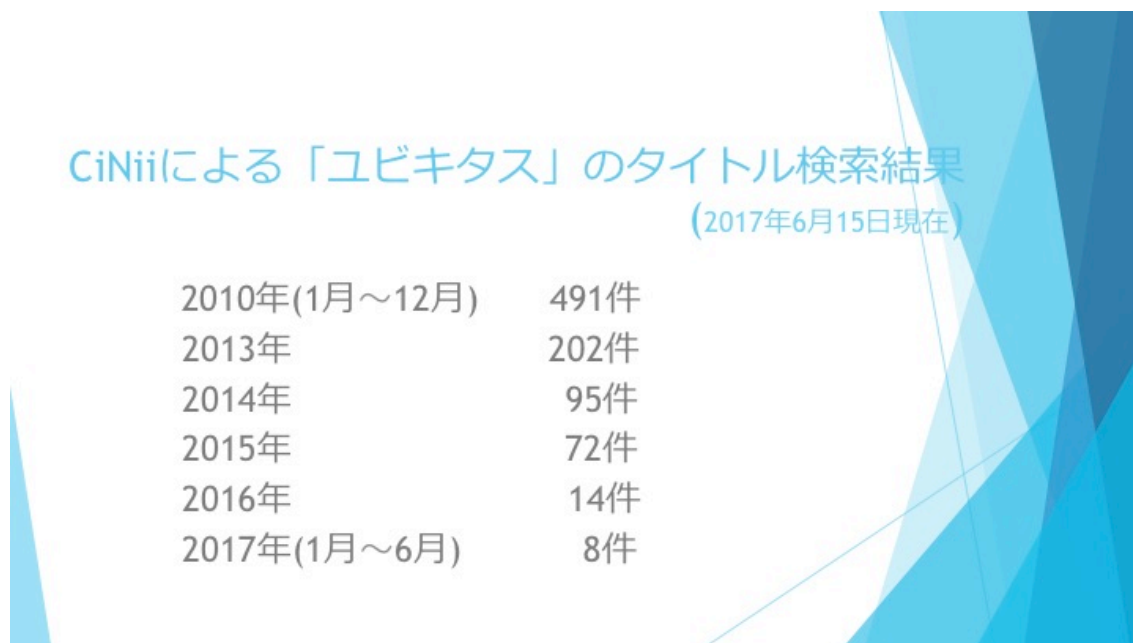 CiNiiによる「ユビキタス」のタイトル検索結果
(2017年6月15日現在)
2010年(1月～12月) 491件
2013年 202件
2014年 95件
2015年 72件
2016年 14件
2017年(1月～6月) 8件